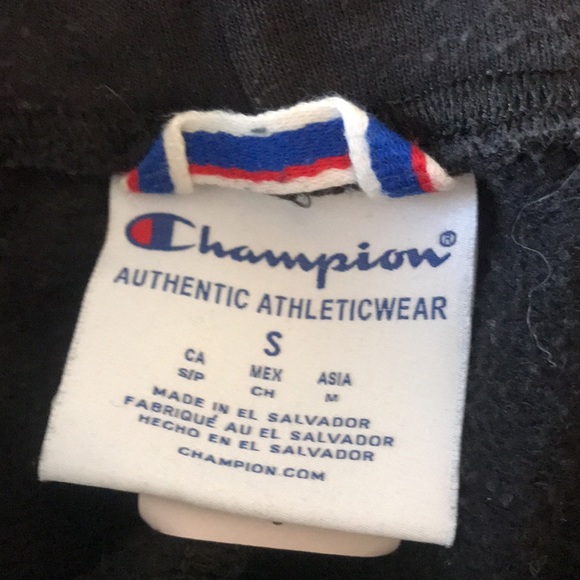 Champion®
AUTHENTIC ATHLETICWEAR
S
CA MEX ASIA
S/P CH M
MADE IN EL SALVADOR
FABRIQUÉ AU EL SALVADOR
HECHO EN EL SALVADOR
CHAMPION.COM